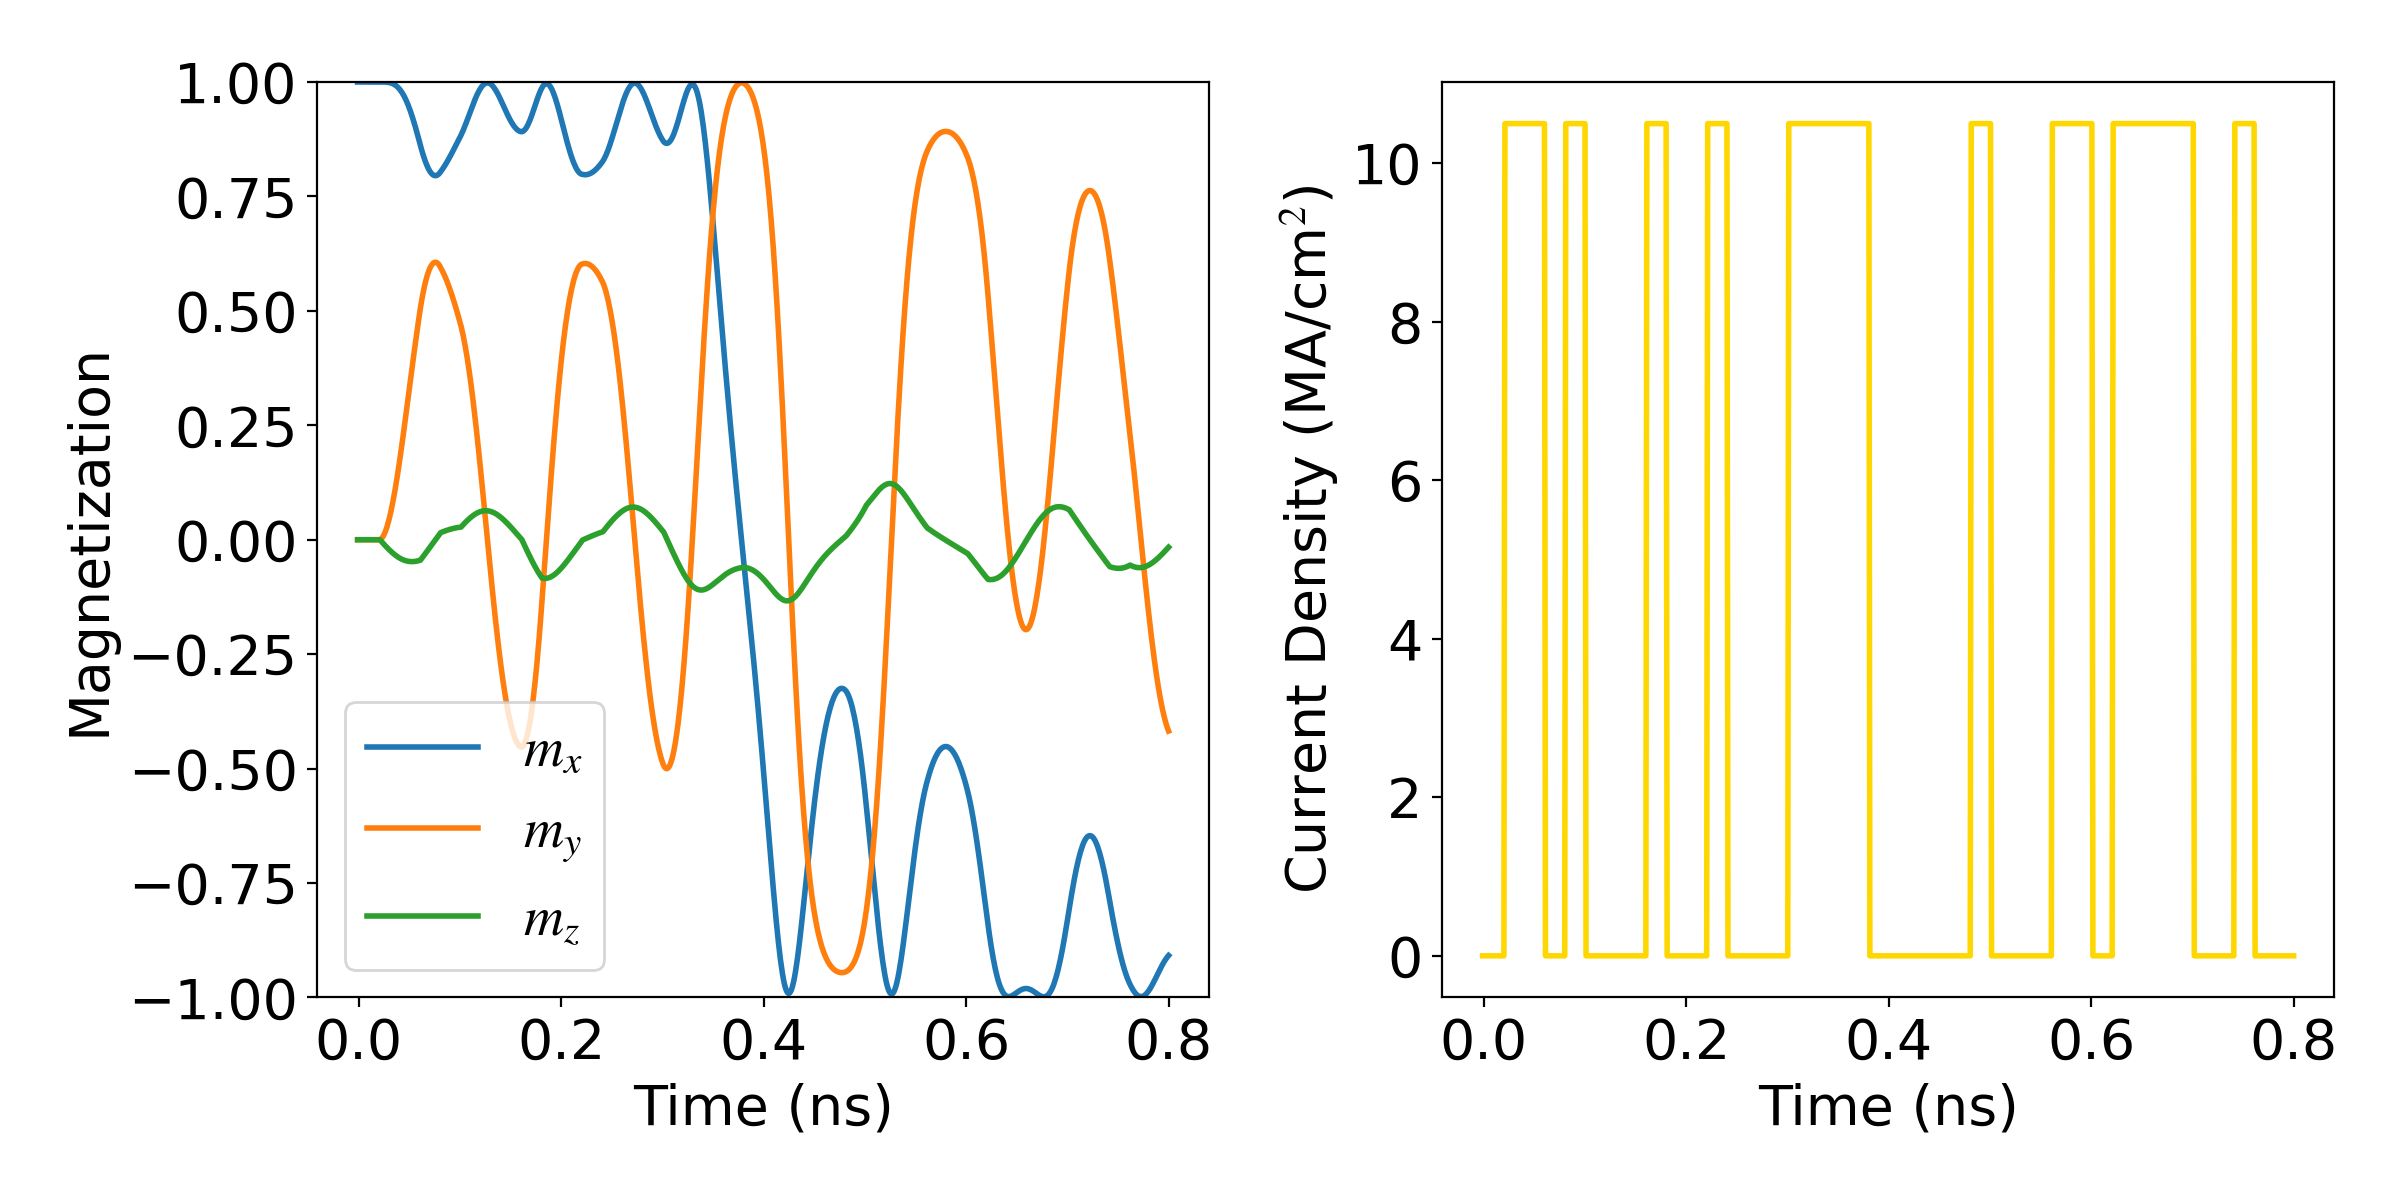 Magnetization
1.00
0.75
0.50
0.25
0.00
−0.25
−0.50
−0.75
−1.00
m_x
m_y
m_z
0.0 0.2 0.4 0.6 0.8
Time (ns)
Current Density (MA/cm²)
10
8
6
4
2
0
0.0 0.2 0.4 0.6 0.8
Time (ns)